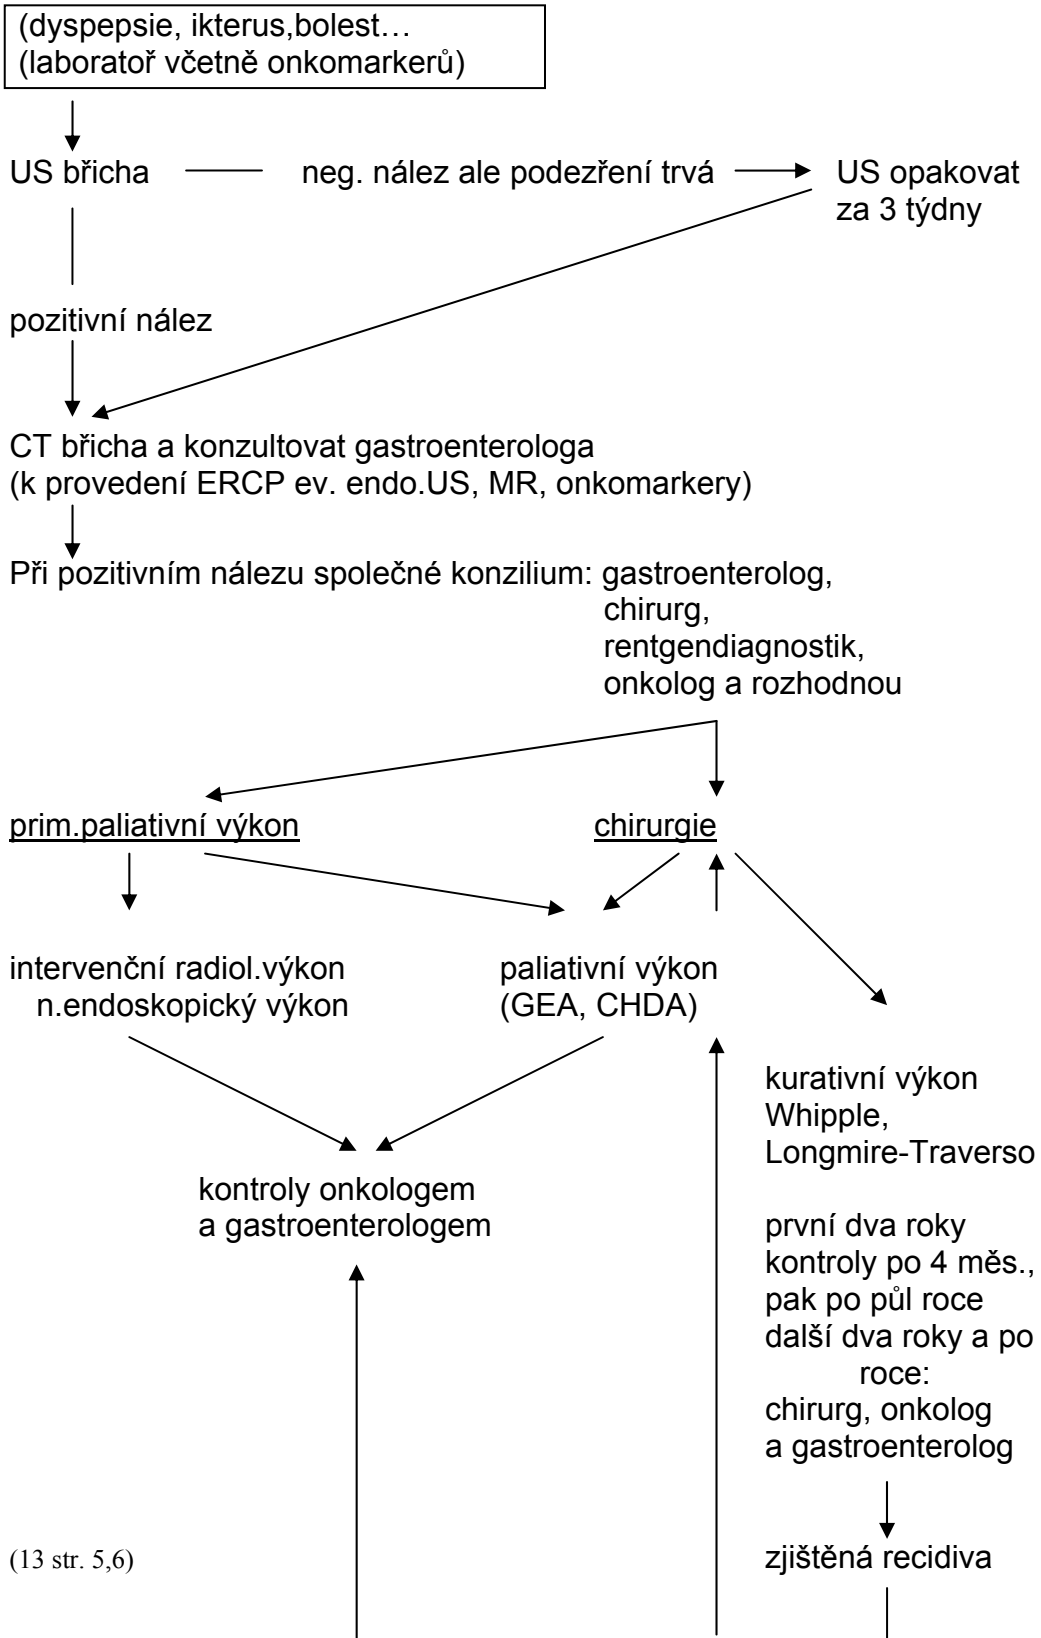 (dyspepsie, ikterus,bolest…
(laboratoř včetně onkomarkerů)
US břicha
neg. nález ale podezření trvá
US opakovat
za 3 týdny
pozitivní nález
CT břicha a konzultovat gastroenterologa
(k provedení ERCP ev. endo.US, MR, onkomarkery)
Při pozitivním nálezu společné konzilium: gastroenterolog,
chirurg,
rentgendiagnostik,
onkolog a rozhodnou
prim.paliativní výkon
chirurgie
intervenční radiol.výkon
n.endoskopický výkon
paliativní výkon
(GEA, CHDA)
kurativní výkon
Whipple,
Longmire-Traverso
kontroly onkologem
a gastroenterologem
první dva roky
kontroly po 4 měs.,
pak po půl roce
další dva roky a po
roce:
chirurg, onkolog
a gastroenterolog
(13 str. 5,6)
zjištěná recidiva